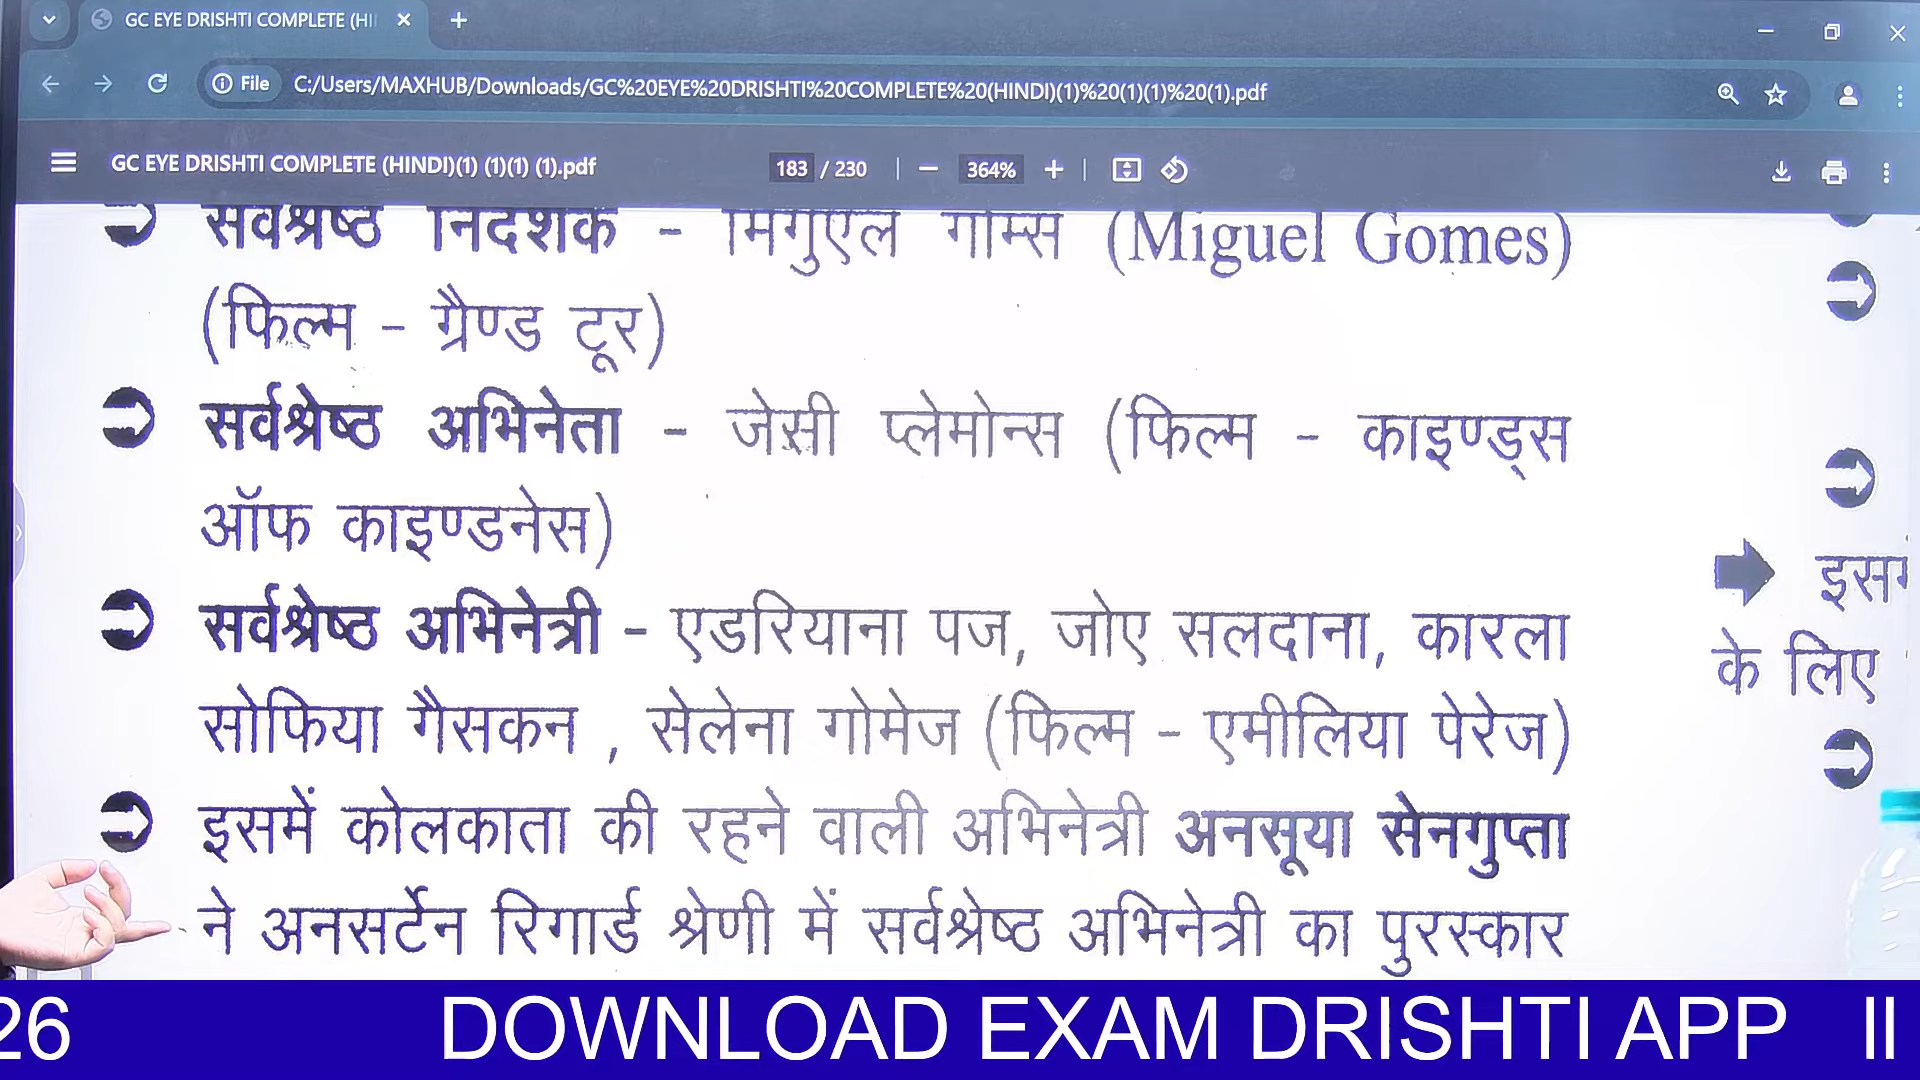 GC EYE DRISHTI COMPLETE (HI
File C:/Users/MAXHUB/Downloads/GC%20EYE%20DRISHTI%20COMPLETE%20(HINDI)(1)%20(1)(1)%20(1).pdf
GC EYE DRISHTI COMPLETE (HINDI)(1) (1)(1) (1).pdf 183 / 230 364%
सर्वश्रेष्ठ निर्देशक - मिगुएल गोम्स (Miguel Gomes)
(फिल्म - ग्रैण्ड टूर)
सर्वश्रेष्ठ अभिनेता - जेसी प्लेमोन्स (फिल्म - काइण्ड्स
ऑफ काइण्डनेस)
सर्वश्रेष्ठ अभिनेत्री - एडरियाना पज, जोए सलदाना, कारला
सोफिया गैसकन , सेलेना गोमेज (फिल्म - एमीलिया पेरेज)
इसमें कोलकाता की रहने वाली अभिनेत्री अनसूया सेनगुप्ता
ने अनसर्टेन रिगार्ड श्रेणी में सर्वश्रेष्ठ अभिनेत्री का पुरस्कार
के लिए
26 DOWNLOAD EXAM DRISHTI APP II